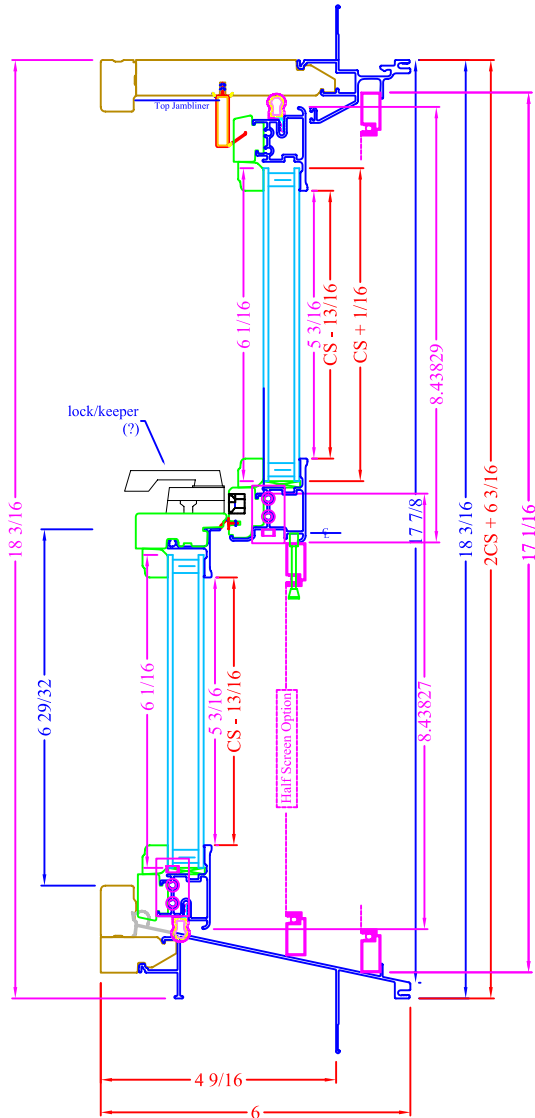 Top Jambliner
6 1/16
5 3/16
CS - 13/16
CS + 1/16
8.43829
lock/keeper
(?)
18 3/16
6 29/32
6 1/16
5 3/16
CS - 13/16
Half Screen Option
℄
8.43827
17 7/8
18 3/16
2CS + 6 3/16
17 1/16
4 9/16
6